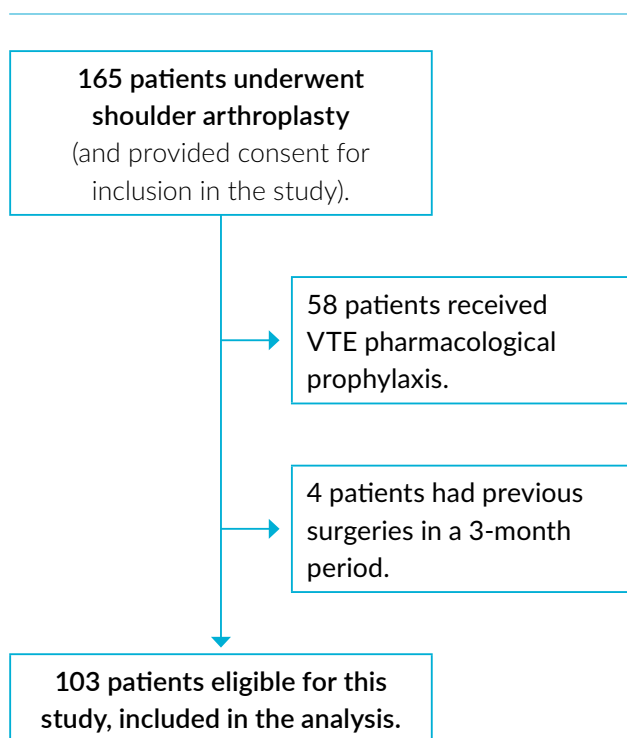 165 patients underwent
shoulder arthroplasty
(and provided consent for
inclusion in the study).
58 patients received
VTE pharmacological
prophylaxis.
4 patients had previous
surgeries in a 3-month
period.
103 patients eligible for this
study, included in the analysis.